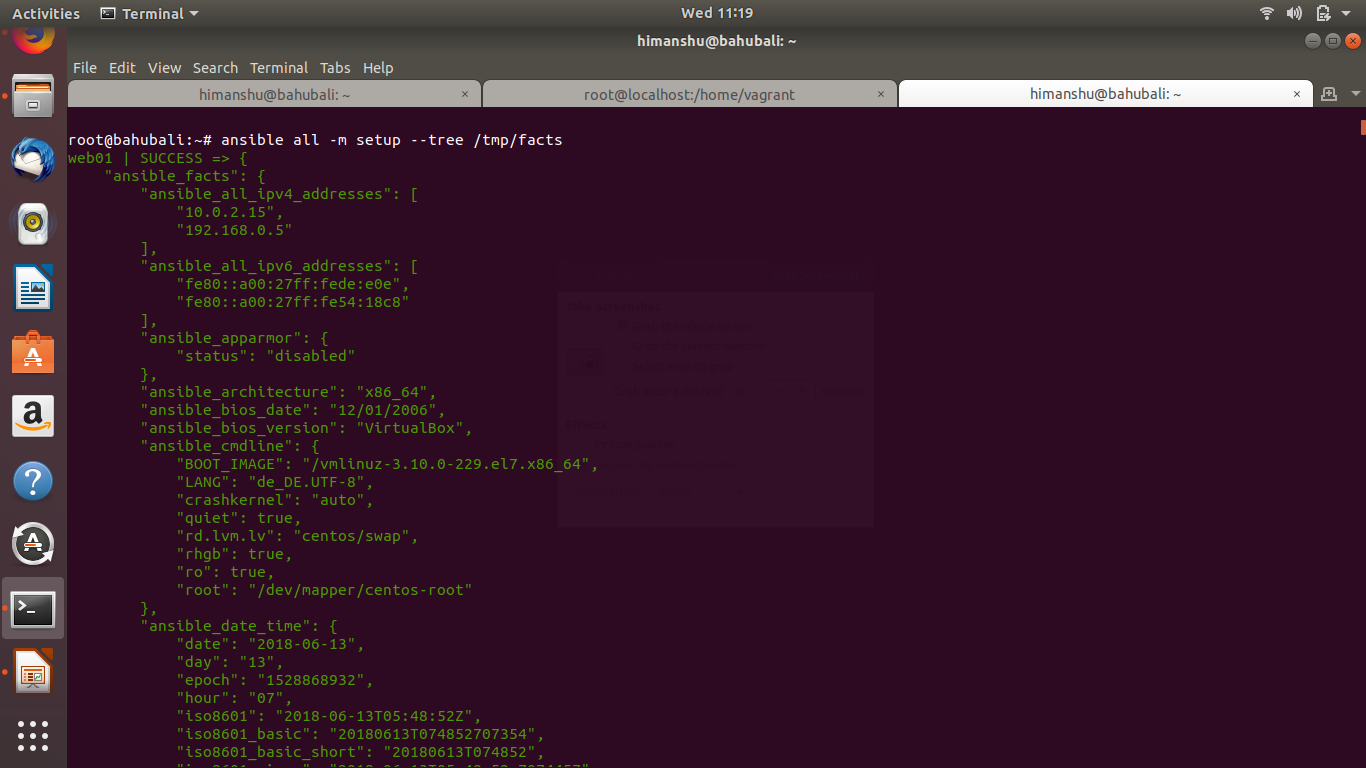 Activities Terminal Wed 11:19
himanshu@bahubali: ~
File Edit View Search Terminal Tabs Help
himanshu@bahubali: ~ × root@localhost:/home/vagrant × himanshu@bahubali: ~ ×
root@bahubali:~# ansible all -m setup --tree /tmp/facts
web01 | SUCCESS => {
    "ansible_facts": {
        "ansible_all_ipv4_addresses": [
            "10.0.2.15",
            "192.168.0.5"
        ],
        "ansible_all_ipv6_addresses": [
            "fe80::a00:27ff:fede:e0e",
            "fe80::a00:27ff:fe54:18c8"
        ],
        "ansible_apparmor": {
            "status": "disabled"
        },
        "ansible_architecture": "x86_64",
        "ansible_bios_date": "12/01/2006",
        "ansible_bios_version": "VirtualBox",
        "ansible_cmdline": {
            "BOOT_IMAGE": "/vmlinuz-3.10.0-229.el7.x86_64",
            "LANG": "de_DE.UTF-8",
            "crashkernel": "auto",
            "quiet": true,
            "rd.lvm.lv": "centos/swap",
            "rhgb": true,
            "ro": true,
            "root": "/dev/mapper/centos-root"
        },
        "ansible_date_time": {
            "date": "2018-06-13",
            "day": "13",
            "epoch": "1528868932",
            "hour": "07",
            "iso8601": "2018-06-13T05:48:52Z",
            "iso8601_basic": "20180613T074852707354",
            "iso8601_basic_short": "20180613T074852",